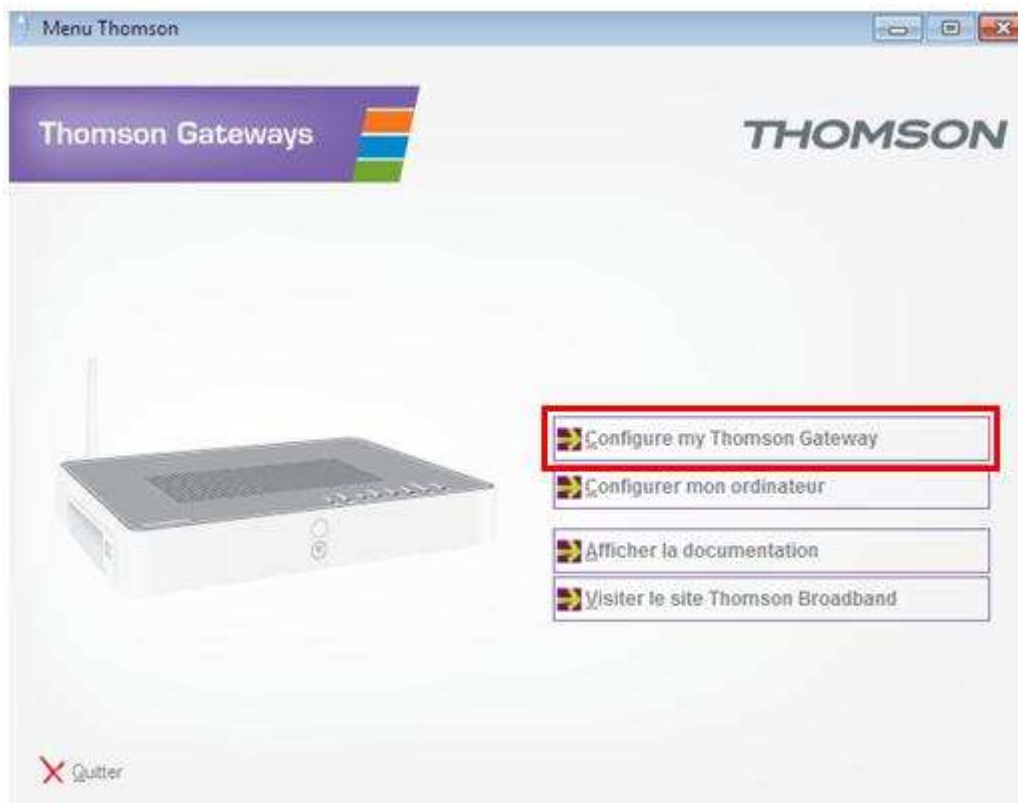 Menu Thomson
Thomson Gateways
THOMSON
Configure my Thomson Gateway
Configurer mon ordinateur
Afficher la documentation
Visiter le site Thomson Broadband
Quitter